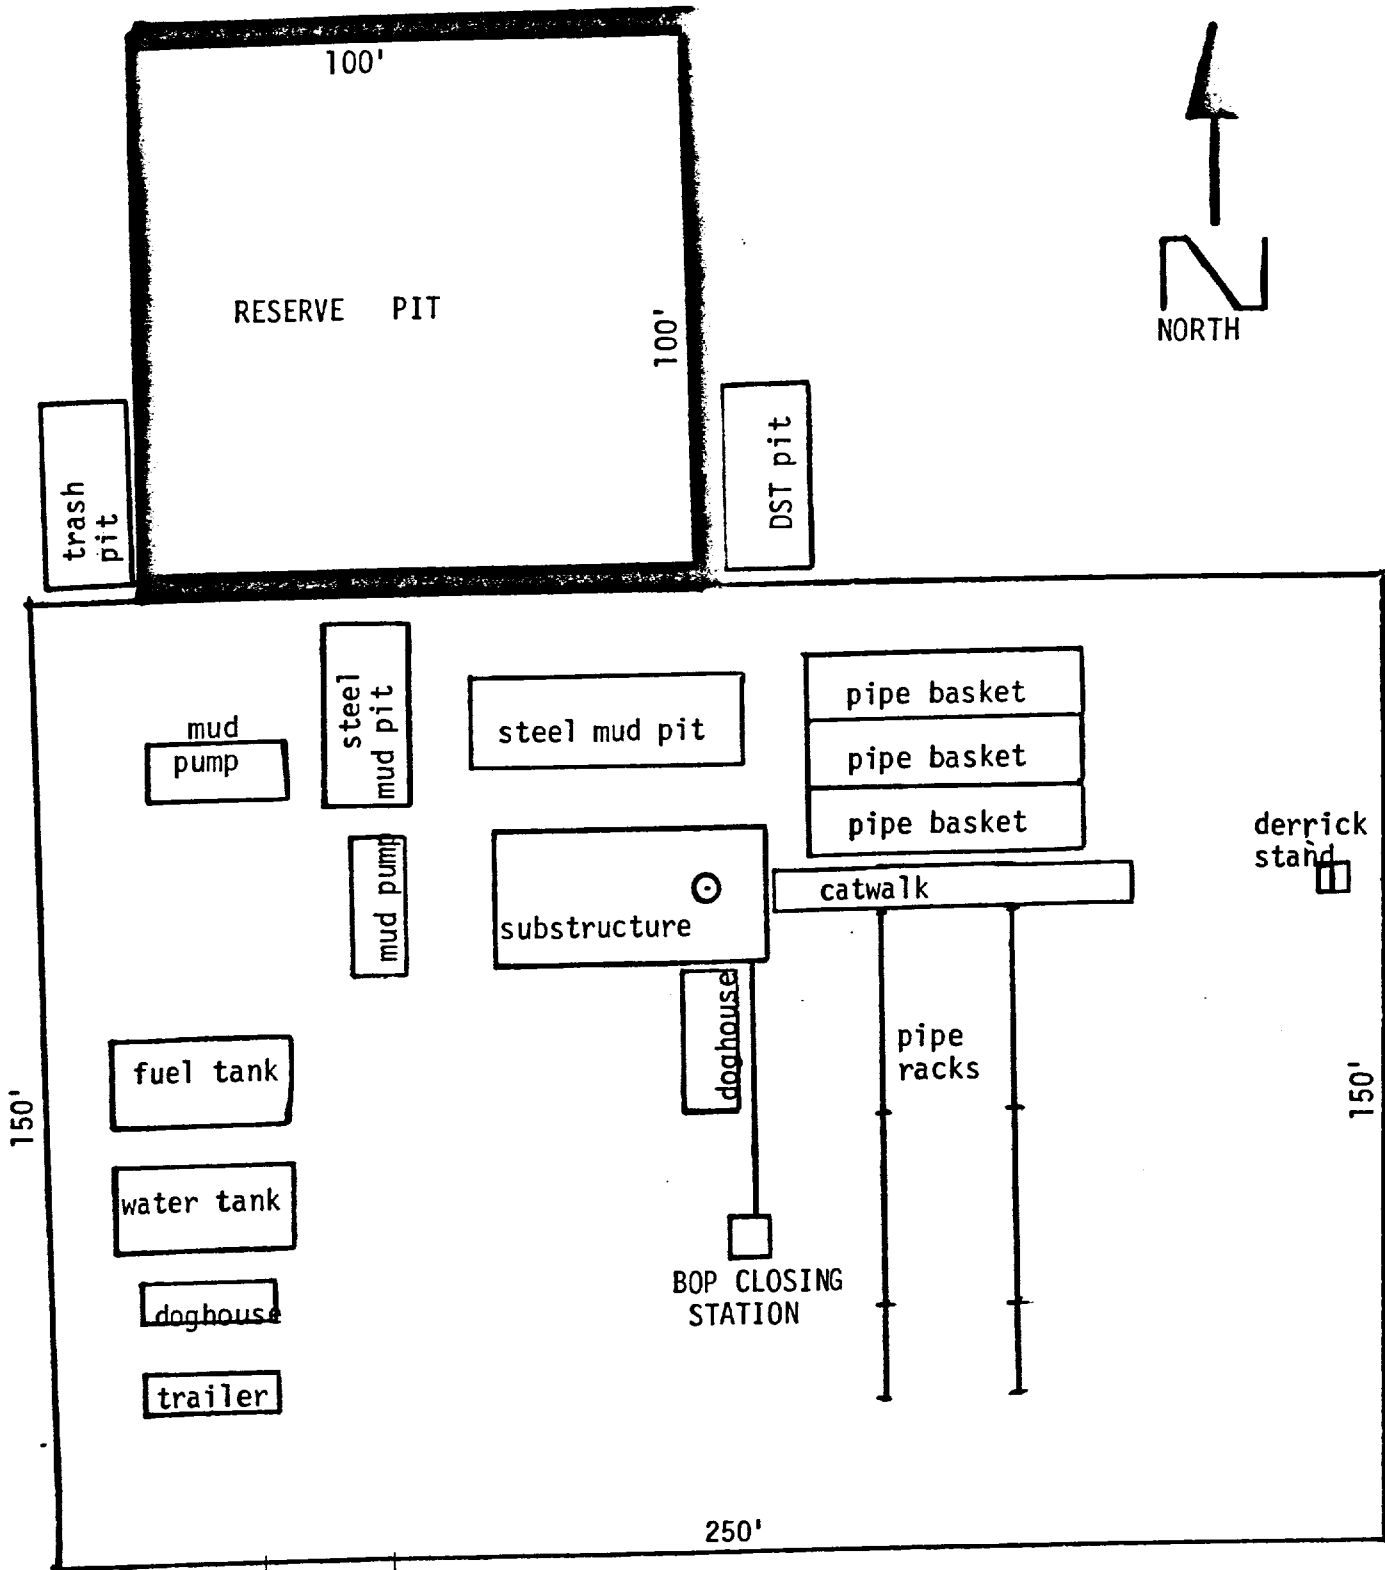 100'
RESERVE PIT
100'
N
NORTH
trash
pit
DST pit
steel
mud pit
mud
pump
steel mud pit
pipe basket
pipe basket
pipe basket
derrick
stand
mud pump
catwalk
substructure
doghouse
pipe
racks
fuel tank
150'
150'
water tank
BOP CLOSING
STATION
doghouse
trailer
250'